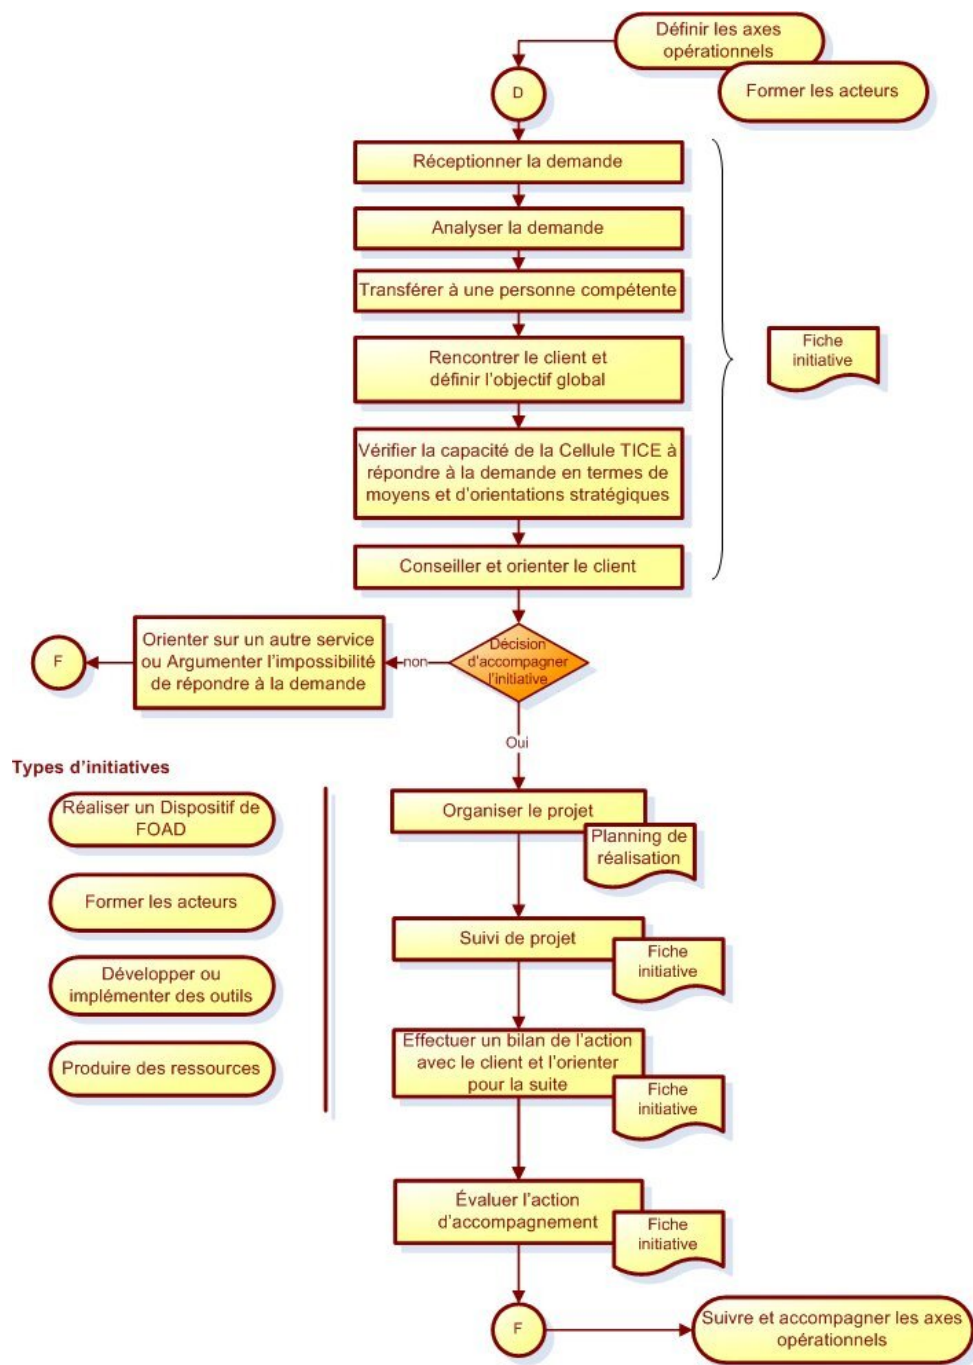 Définir les axes
opérationnels
Former les acteurs
D
Réceptionner la demande
Analyser la demande
Transférer à une personne compétente
Rencontrer le client et
définir l'objectif global
Fiche
initiative
Vérifier la capacité de la Cellule TICE à
répondre à la demande en termes de
moyens et d'orientations stratégiques
Conseiller et orienter le client
Décision
d'accompagner
l'initiative
non
Orienter sur un autre service
ou Argumenter l'impossibilité
de répondre à la demande
F
Oui
Types d'initiatives
Réaliser un Dispositif de
FOAD
Former les acteurs
Développer ou
implémenter des outils
Produire des ressources
Organiser le projet
Planning de
réalisation
Suivi de projet
Fiche
initiative
Effectuer un bilan de l'action
avec le client et l'orienter
pour la suite
Fiche
initiative
Évaluer l'action
d'accompagnement
Fiche
initiative
F
Suivre et accompagner les axes
opérationnels